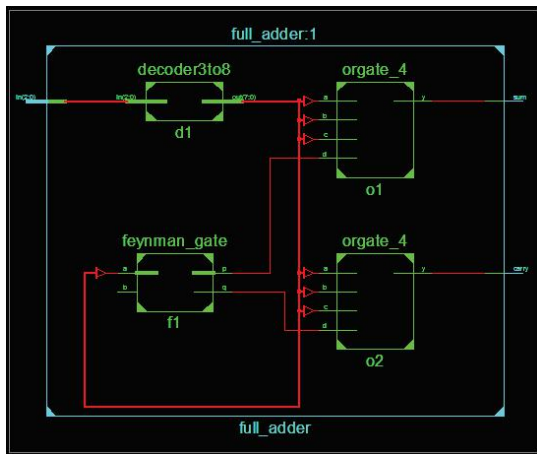 full_adder:1
decoder3to8
orgate_4
In(2:0)
In(2:0)
out(7:0)
a
y
sum
b
c
d
d1
o1
feynman_gate
orgate_4
a
p
a
y
carry
b
q
b
c
d
f1
o2
full_adder